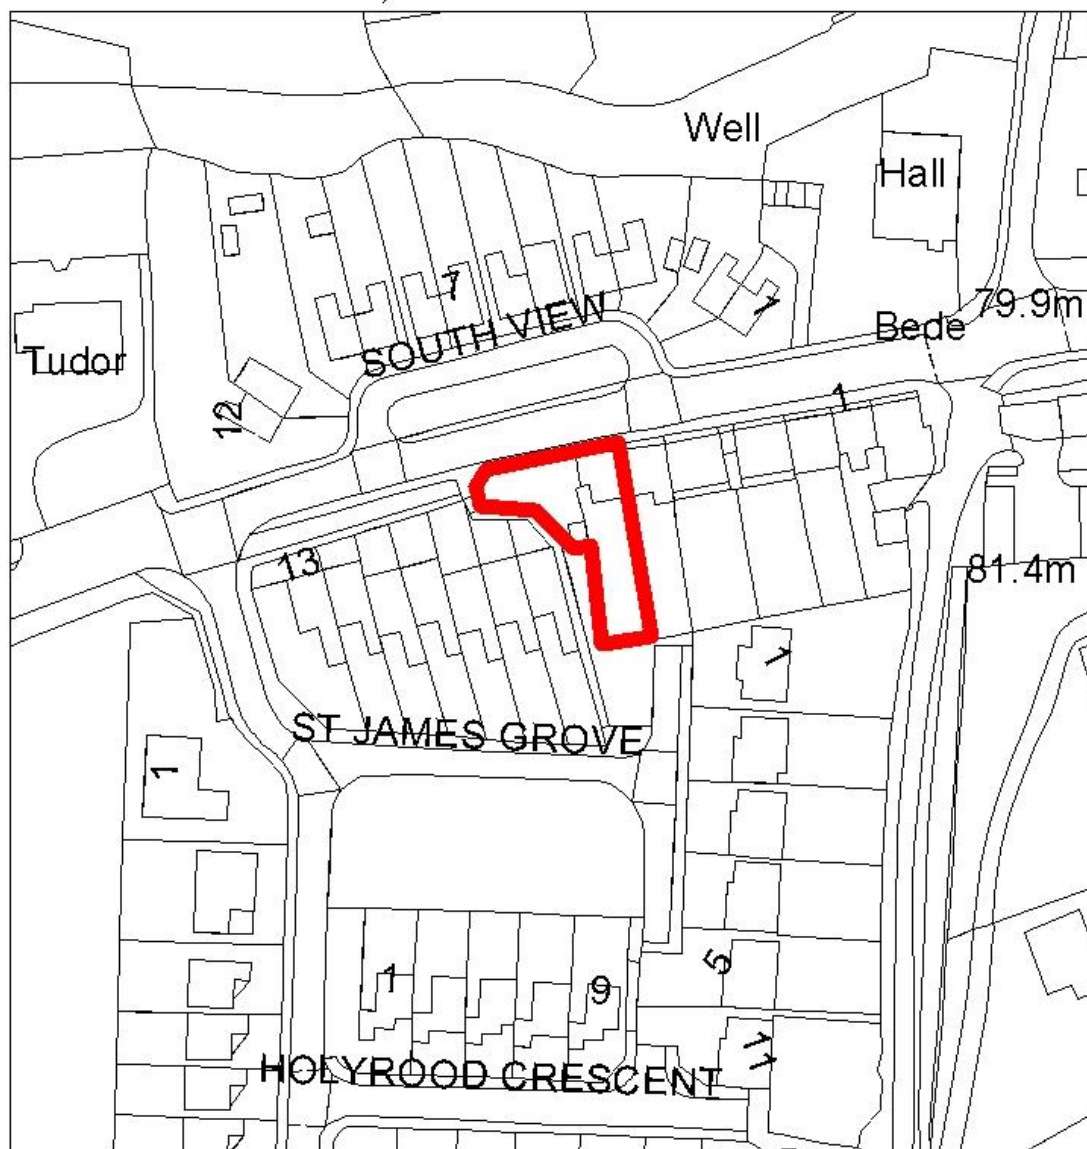 Well
Hall
79.9m
Bede
7
SOUTH VIEW
1
Tudor
1
12
13
81.4m
1
ST JAMES GROVE
1
5
1
9
11
HOLYROOD CRESCENT